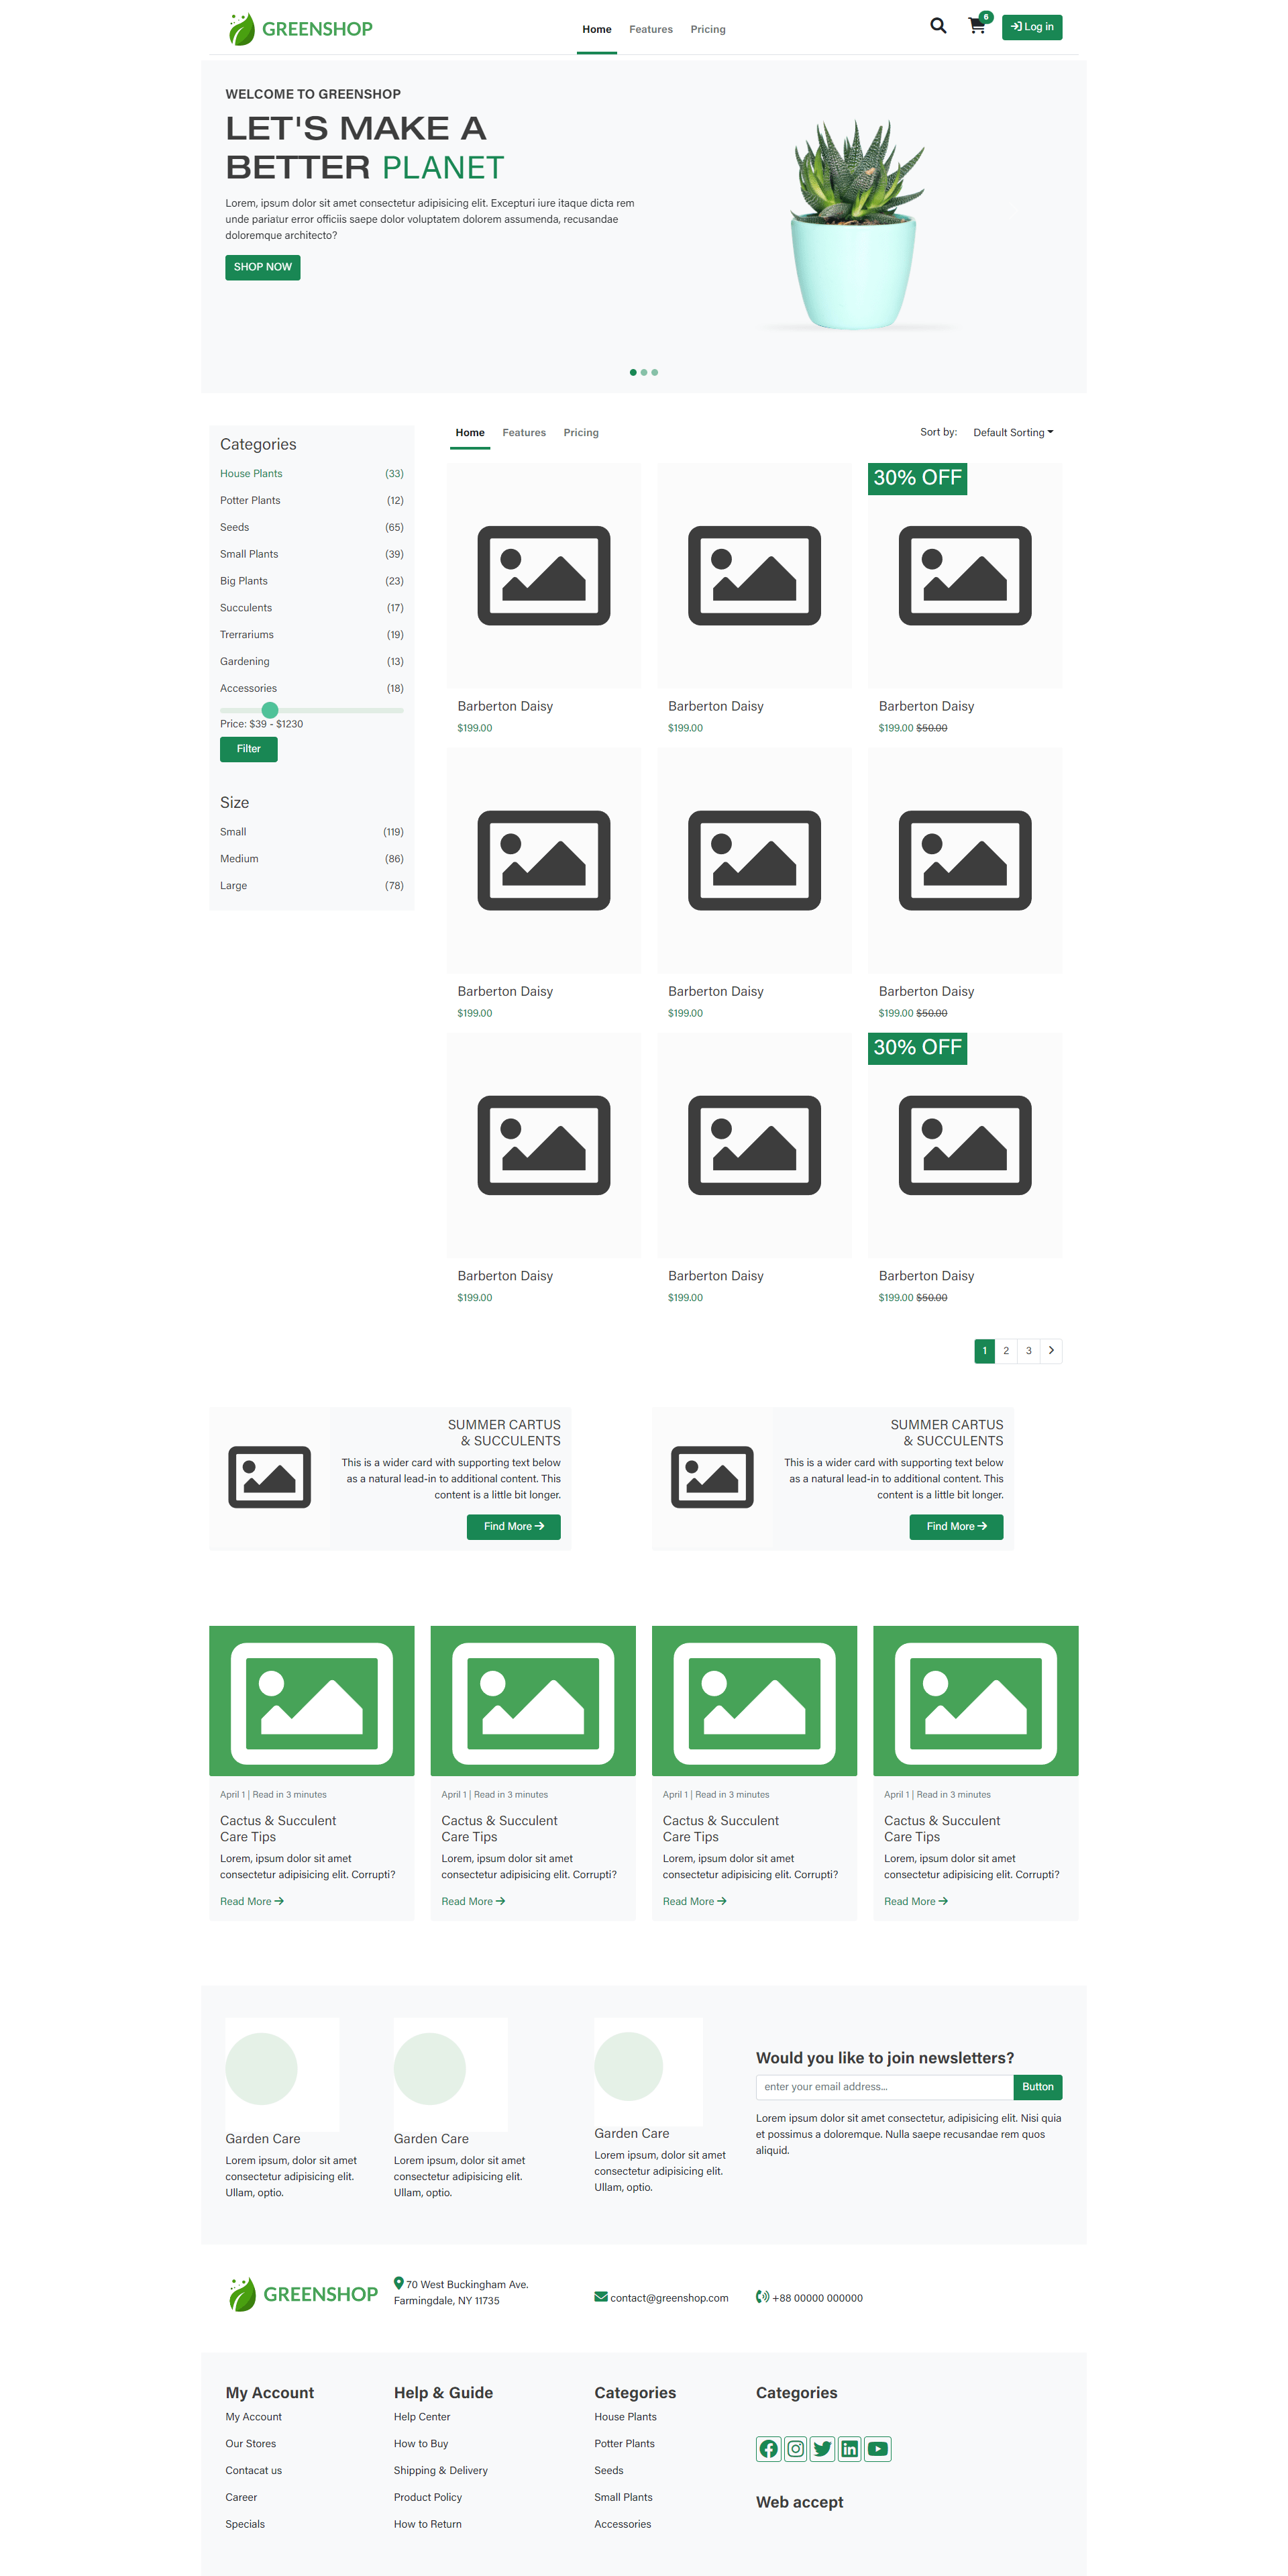 GREENSHOP
Home Features Pricing
6
Log in
WELCOME TO GREENSHOP
LET'S MAKE A
BETTER PLANET
Lorem, ipsum dolor sit amet consectetur adipisicing elit. Excepturi iure itaque dicta rem
unde pariatur error officiis saepe dolor voluptatem dolorem assumenda, recusandae
doloremque architecto?
SHOP NOW
Categories
House Plants (33)
Potter Plants (12)
Seeds (65)
Small Plants (39)
Big Plants (23)
Succulents (17)
Trerrariums (19)
Gardening (13)
Accessories (18)
Price: $39 - $1230
Filter
Size
Small (119)
Medium (86)
Large (78)
Home Features Pricing
Sort by: Default Sorting
30% OFF
Barberton Daisy Barberton Daisy Barberton Daisy
$199.00 $199.00 $199.00 $50.00
Barberton Daisy Barberton Daisy Barberton Daisy
$199.00 $199.00 $199.00 $50.00
30% OFF
Barberton Daisy Barberton Daisy Barberton Daisy
$199.00 $199.00 $199.00 $50.00
1 2 3
SUMMER CARTUS
& SUCCULENTS
This is a wider card with supporting text below
as a natural lead-in to additional content. This
content is a little bit longer.
Find More
SUMMER CARTUS
& SUCCULENTS
This is a wider card with supporting text below
as a natural lead-in to additional content. This
content is a little bit longer.
Find More
April 1 | Read in 3 minutes
Cactus & Succulent
Care Tips
Lorem, ipsum dolor sit amet
consectetur adipisicing elit. Corrupti?
Read More
April 1 | Read in 3 minutes
Cactus & Succulent
Care Tips
Lorem, ipsum dolor sit amet
consectetur adipisicing elit. Corrupti?
Read More
April 1 | Read in 3 minutes
Cactus & Succulent
Care Tips
Lorem, ipsum dolor sit amet
consectetur adipisicing elit. Corrupti?
Read More
April 1 | Read in 3 minutes
Cactus & Succulent
Care Tips
Lorem, ipsum dolor sit amet
consectetur adipisicing elit. Corrupti?
Read More
Garden Care
Lorem ipsum, dolor sit amet
consectetur adipisicing elit.
Ullam, optio.
Garden Care
Lorem ipsum, dolor sit amet
consectetur adipisicing elit.
Ullam, optio.
Garden Care
Lorem ipsum, dolor sit amet
consectetur adipisicing elit.
Ullam, optio.
Would you like to join newsletters?
enter your email address... Button
Lorem ipsum dolor sit amet consectetur, adipisicing elit. Nisi quia
et possimus a doloremque. Nulla saepe recusandae rem quos
aliquid.
GREENSHOP
70 West Buckingham Ave.
Farmingdale, NY 11735
contact@greenshop.com
+88 00000 000000
My Account
My Account
Our Stores
Contacat us
Career
Specials
Help & Guide
Help Center
How to Buy
Shipping & Delivery
Product Policy
How to Return
Categories
House Plants
Potter Plants
Seeds
Small Plants
Accessories
Categories
Web accept